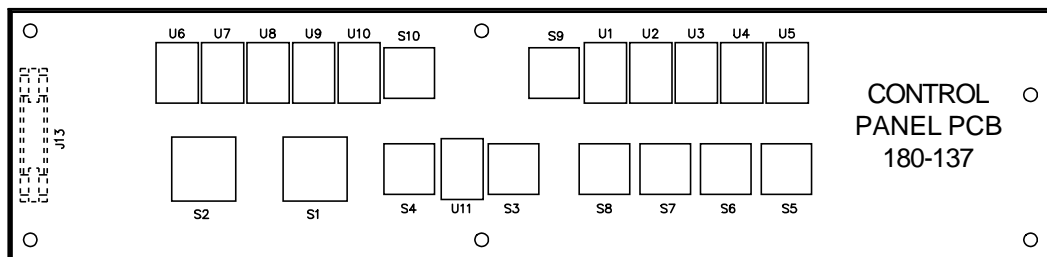 U6 U7 U8 U9 U10 S10 S9 U1 U2 U3 U4 U5
CONTROL
PANEL PCB
180-137
J13
S2 S1 S4 U11 S3 S8 S7 S6 S5